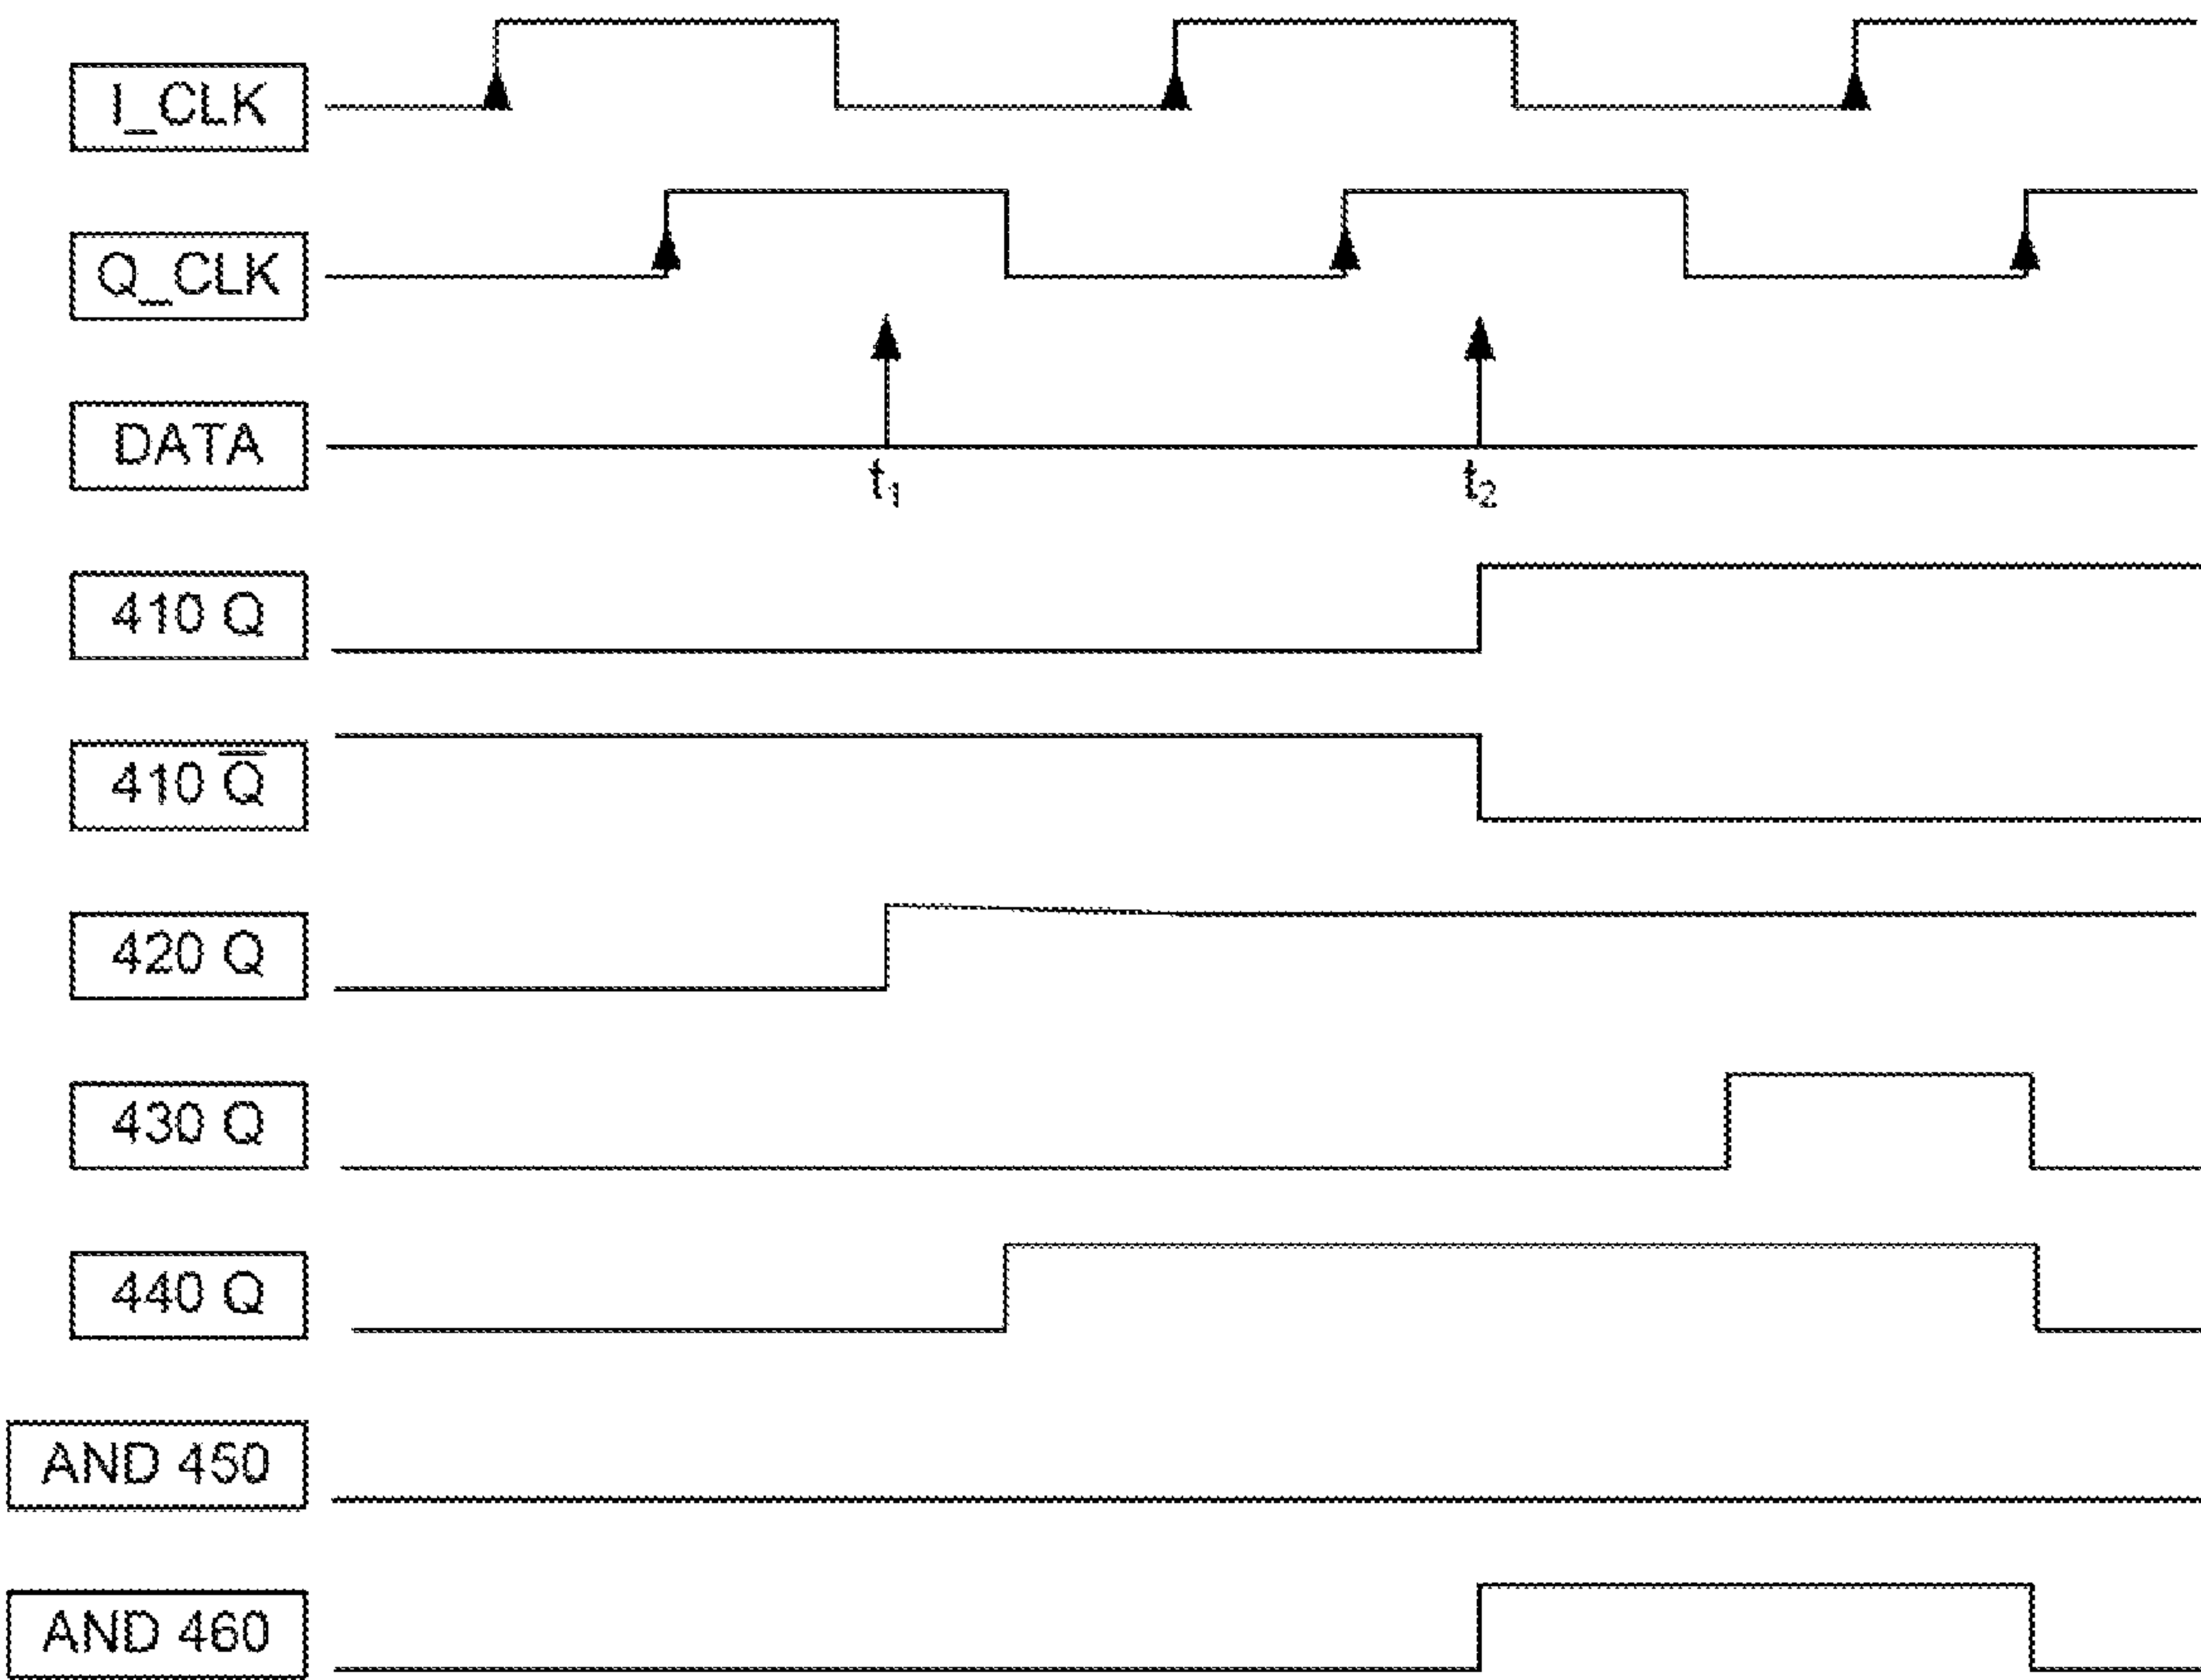 I_CLK
Q_CLK
DATA
t₁ t₂
410 Q
410 Q̅
420 Q
430 Q
440 Q
AND 450
AND 460